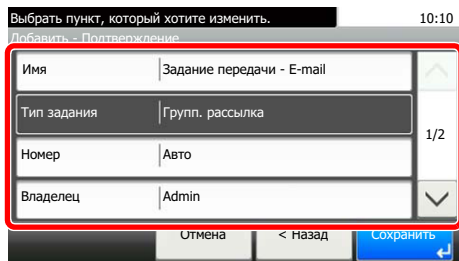 Выбрать пункт, который хотите изменить. 10:10
Добавить - Подтверждение
Имя Задание передачи - E-mail
Тип задания Групп. рассылка
1/2
Номер Авто
Владелец Admin
Отмена < Назад Сохранить